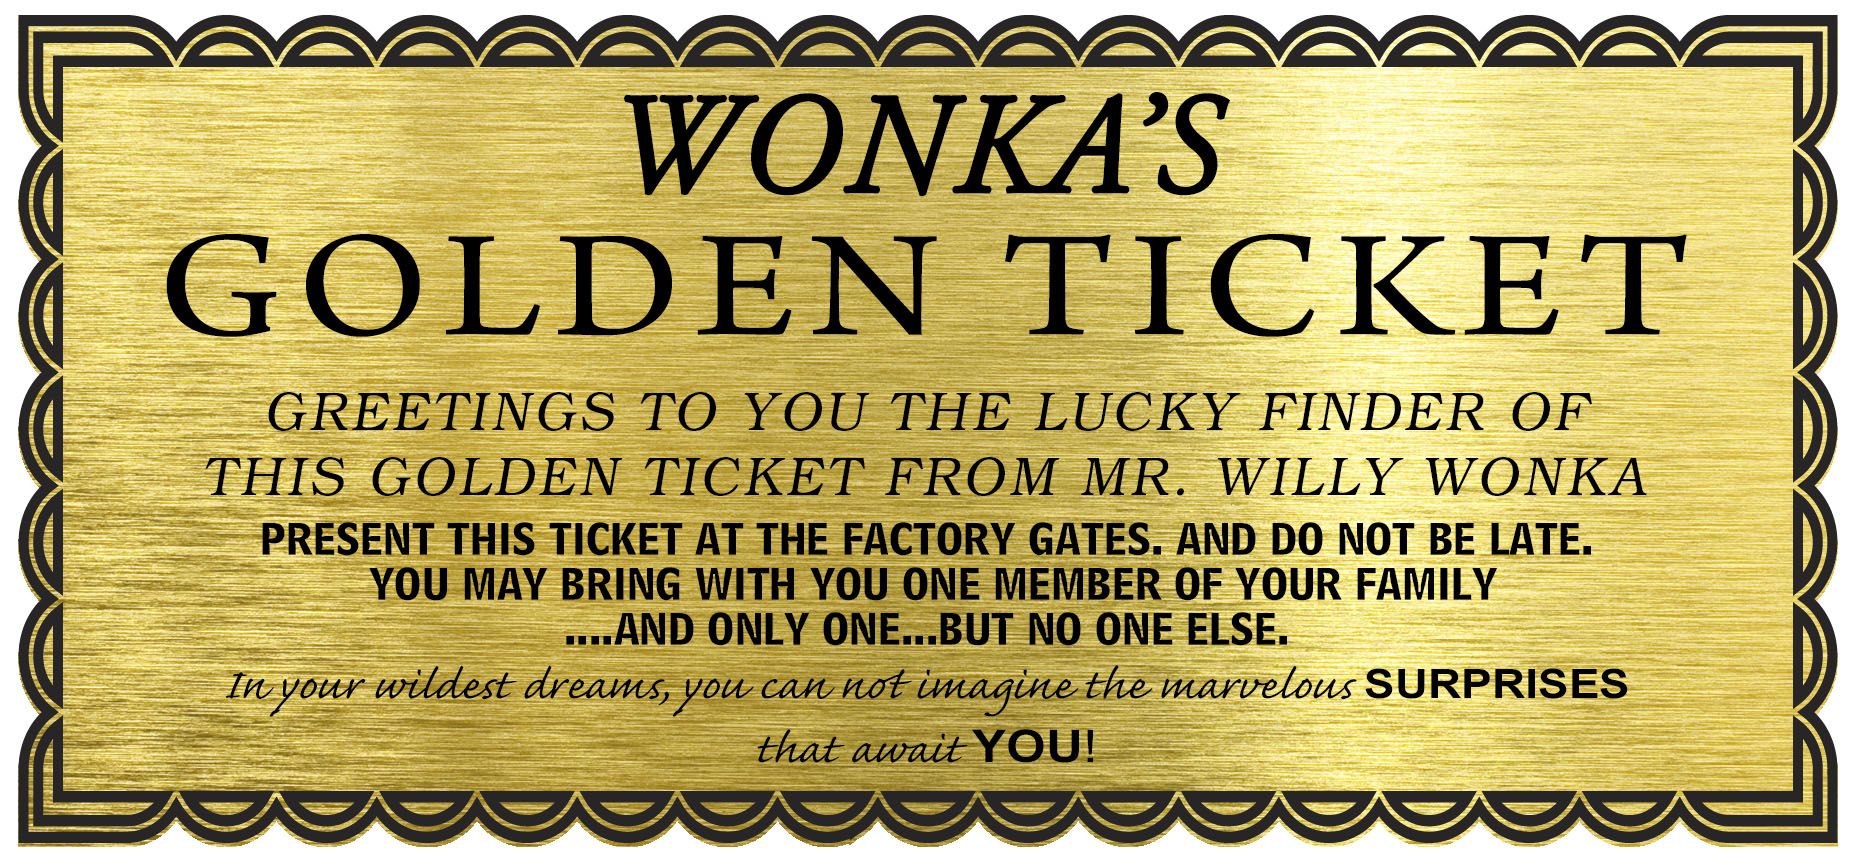 WONKA'S
GOLDEN TICKET
GREETINGS TO YOU THE LUCKY FINDER OF
THIS GOLDEN TICKET FROM MR. WILLY WONKA
PRESENT THIS TICKET AT THE FACTORY GATES. AND DO NOT BE LATE.
YOU MAY BRING WITH YOU ONE MEMBER OF YOUR FAMILY
....AND ONLY ONE...BUT NO ONE ELSE.
In your wildest dreams, you can not imagine the marvelous SURPRISES
that await YOU!